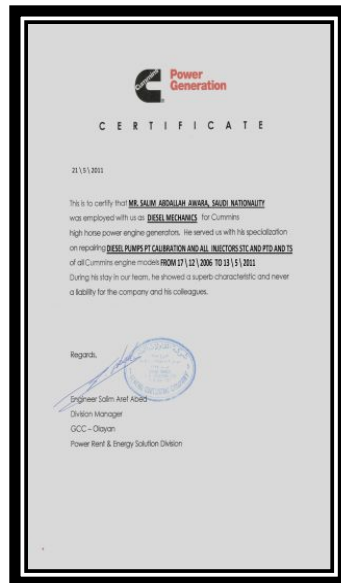 Cummins
Power
Generation
CERTIFICATE
21 \ 5 \ 2011
This is to certify that MR. SALIM ABDALLAH AWARA, SAUDI NATIONALITY
was employed with us as DIESEL MECHANICS for Cummins
high horse power engine generators. He served us with his specialization
on repairing DIESEL PUMPS PT CALIBRATION AND ALL INJECTORS STC AND PTD AND TS
of all Cummins engine models FROM 17 \ 12 \ 2006 TO 13 \ 5 \ 2011
During his stay in our team, he showed a superb characteristic and never
a liability for the company and his colleagues.
Regards,
Engineer Salim Aref Abed
Division Manager
GCC – Olayan
Power Rent & Energy Solution Division